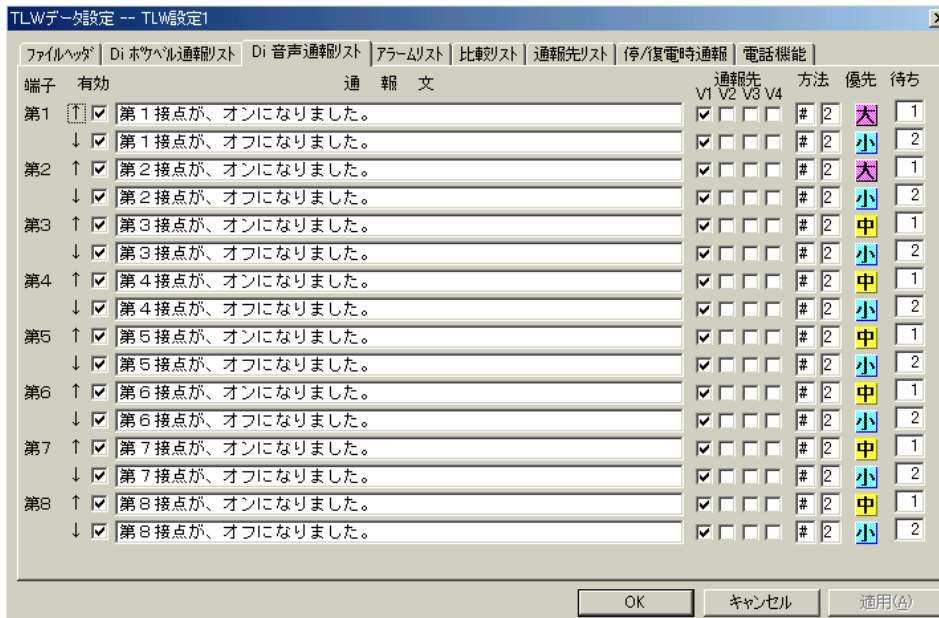 TLWデータ設定 -- TLW設定1
ファイルヘッダ Di ポケベル通報リスト Di 音声通報リスト アラームリスト 比較リスト 通報先リスト 停/復電時通報 電話機能
端子 有効 通 報 文 通報先 方法 優先 待ち
V1 V2 V3 V4
第1 ↑ 第1接点が、オンになりました。 # 2 大 1
↓ 第1接点が、オフになりました。 # 2 小 2
第2 ↑ 第2接点が、オンになりました。 # 2 大 1
↓ 第2接点が、オフになりました。 # 2 小 2
第3 ↑ 第3接点が、オンになりました。 # 2 中 1
↓ 第3接点が、オフになりました。 # 2 小 2
第4 ↑ 第4接点が、オンになりました。 # 2 中 1
↓ 第4接点が、オフになりました。 # 2 小 2
第5 ↑ 第5接点が、オンになりました。 # 2 中 1
↓ 第5接点が、オフになりました。 # 2 小 2
第6 ↑ 第6接点が、オンになりました。 # 2 中 1
↓ 第6接点が、オフになりました。 # 2 小 2
第7 ↑ 第7接点が、オンになりました。 # 2 中 1
↓ 第7接点が、オフになりました。 # 2 小 2
第8 ↑ 第8接点が、オンになりました。 # 2 中 1
↓ 第8接点が、オフになりました。 # 2 小 2
OK キャンセル 適用(A)